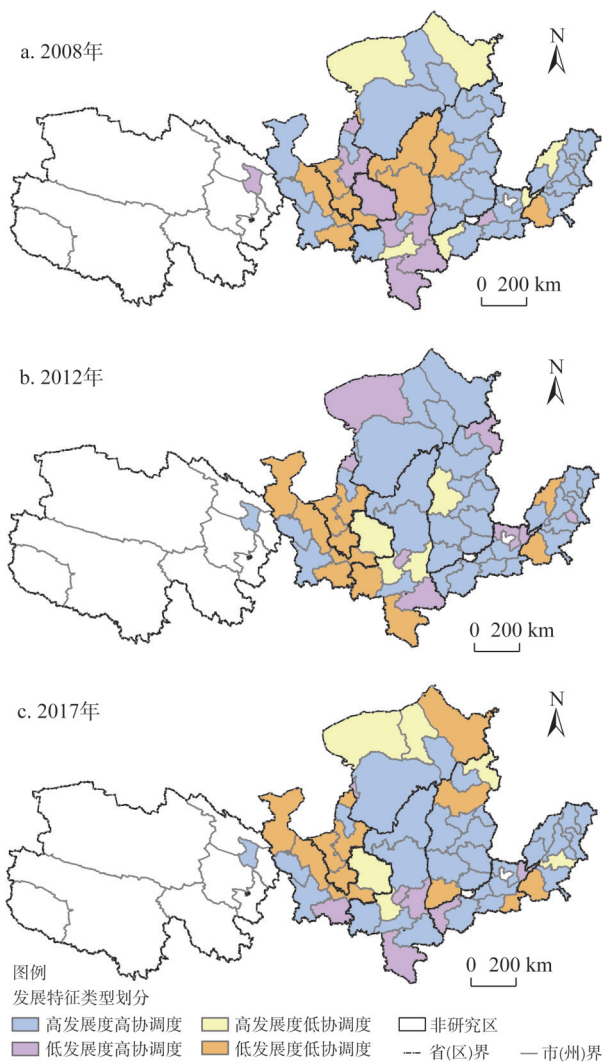 a. 2008年
N
0 200 km
b. 2012年
N
0 200 km
c. 2017年
N
0 200 km
图例
发展特征类型划分
高发展度高协调度 高发展度低协调度 非研究区
低发展度高协调度 低发展度低协调度 省(区)界 市(州)界